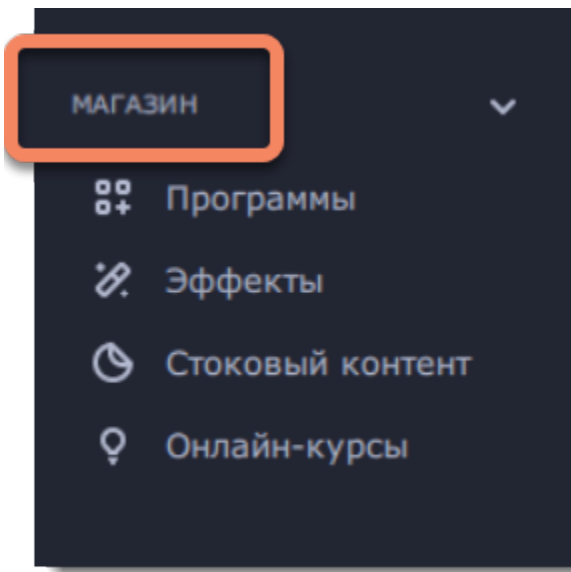 МАГАЗИН
Программы
Эффекты
Стоковый контент
Онлайн-курсы